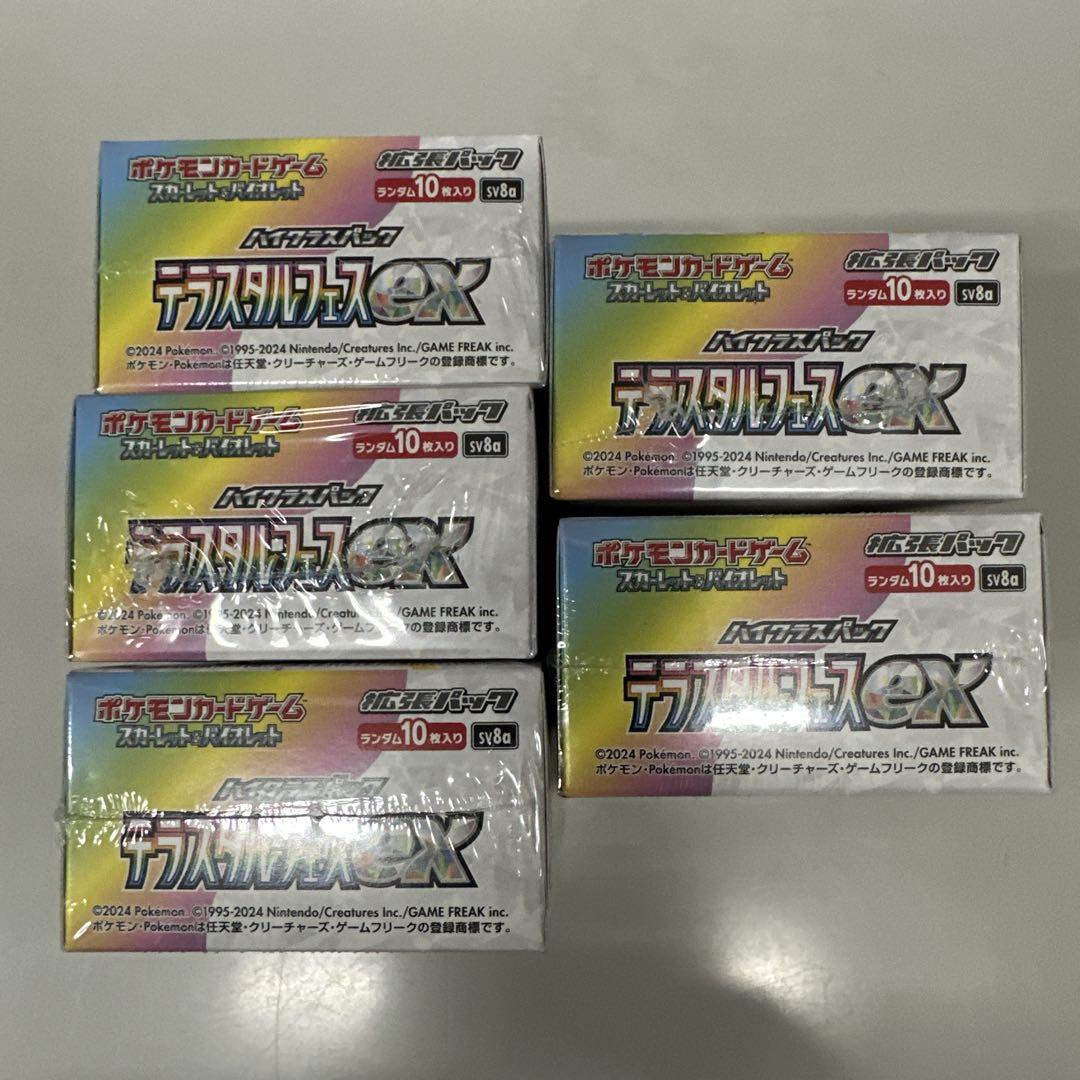 ポケモンカードゲーム
スカーレット&バイオレット
拡張パック
ランダム10枚入り SV8a
ハイクラスパック
テラスタルフェスex
©2024 Pokémon. ©1995-2024 Nintendo/Creatures Inc./GAME FREAK inc.
ポケモン・Pokémonは任天堂・クリーチャーズ・ゲームフリークの登録商標です。
ポケモンカードゲーム
スカーレット&バイオレット
拡張パック
ランダム10枚入り SV8a
ハイクラスパック
テラスタルフェスex
©2024 Pokémon. ©1995-2024 Nintendo/Creatures Inc./GAME FREAK inc.
ポケモン・Pokémonは任天堂・クリーチャーズ・ゲームフリークの登録商標です。
ポケモンカードゲーム
スカーレット&バイオレット
拡張パック
ランダム10枚入り SV8a
ハイクラスパック
テラスタルフェスex
©2024 Pokémon. ©1995-2024 Nintendo/Creatures Inc./GAME FREAK inc.
ポケモン・Pokémonは任天堂・クリーチャーズ・ゲームフリークの登録商標です。
ポケモンカードゲーム
スカーレット&バイオレット
拡張パック
ランダム10枚入り SV8a
ハイクラスパック
テラスタルフェスex
©2024 Pokémon. ©1995-2024 Nintendo/Creatures Inc./GAME FREAK inc.
ポケモン・Pokémonは任天堂・クリーチャーズ・ゲームフリークの登録商標です。
ポケモンカードゲーム
スカーレット&バイオレット
拡張パック
ランダム10枚入り SV8a
ハイクラスパック
テラスタルフェスex
©2024 Pokémon. ©1995-2024 Nintendo/Creatures Inc./GAME FREAK inc.
ポケモン・Pokémonは任天堂・クリーチャーズ・ゲームフリークの登録商標です。